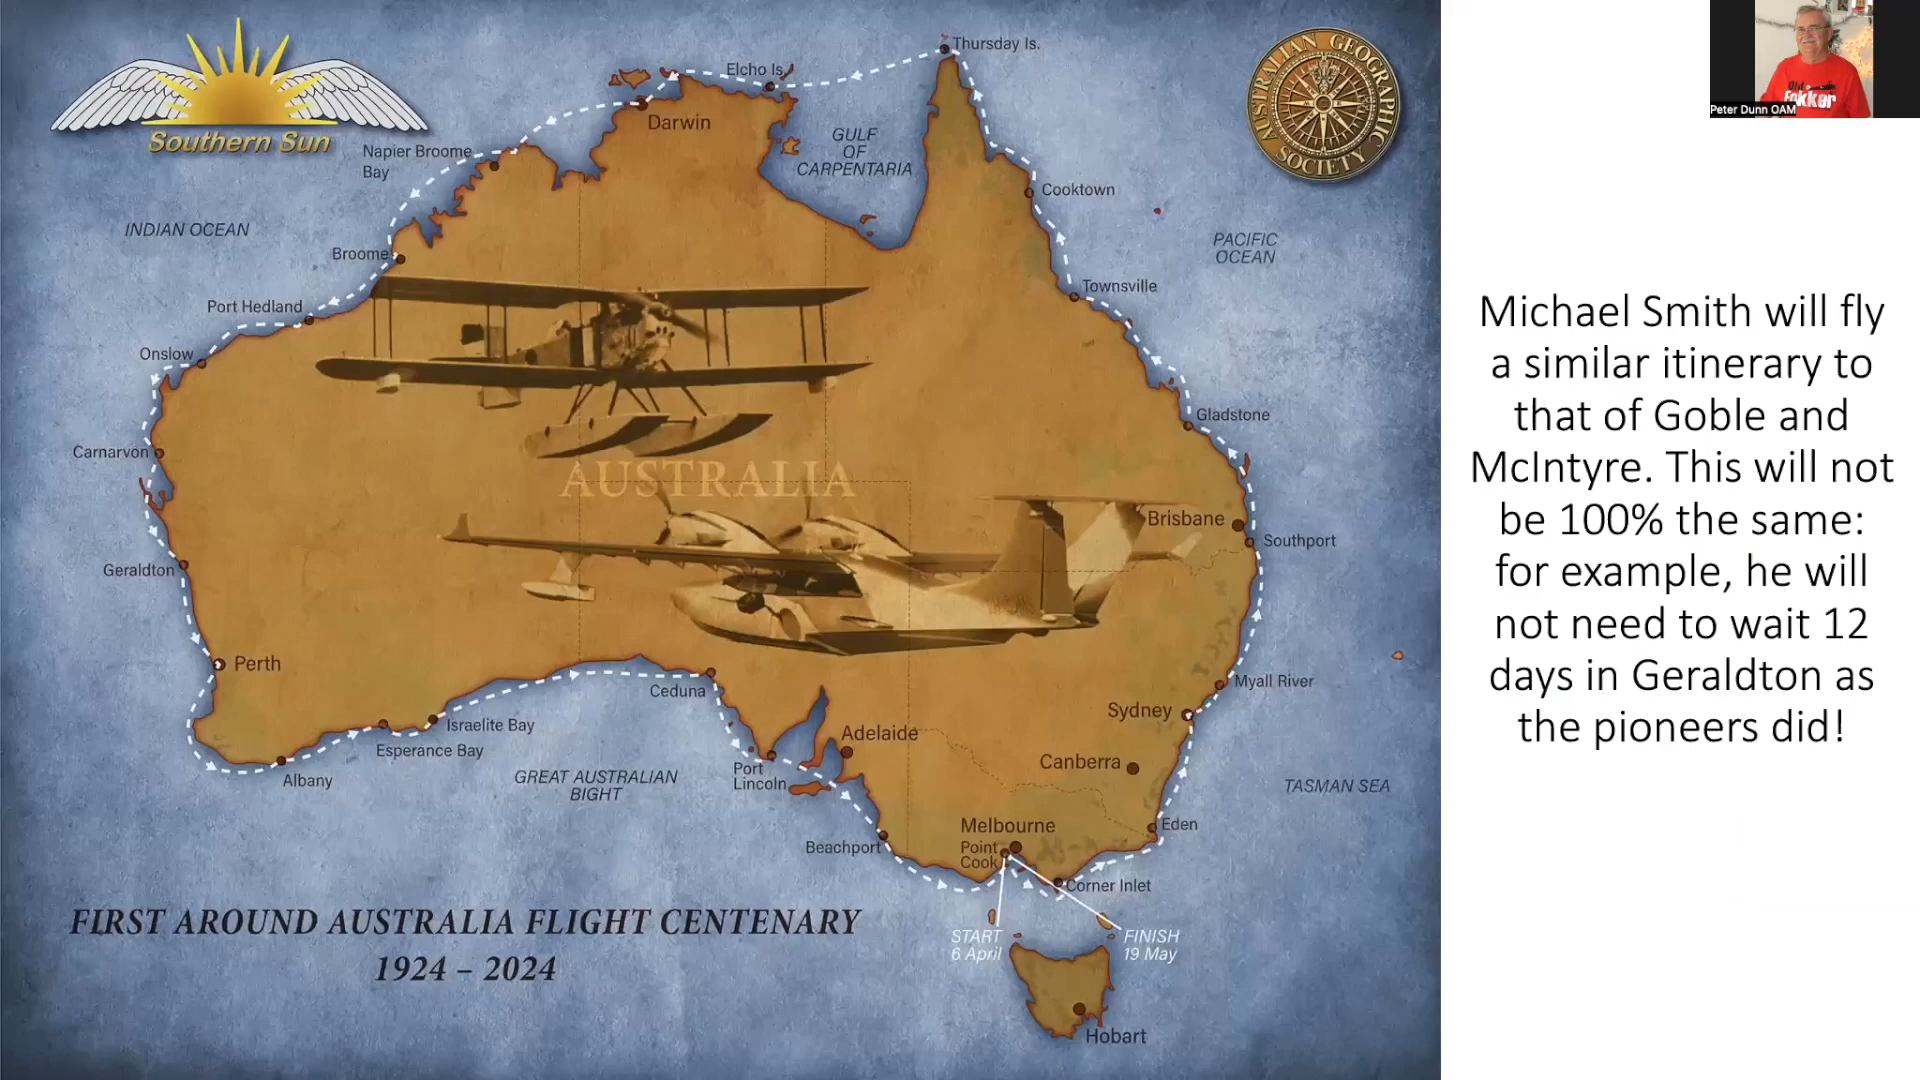 Southern Sun
Thursday Is.
Elcho Is.
Darwin
GULF
OF
CARPENTARIA
AUSTRALIAN GEOGRAPHIC SOCIETY
Napier Broome
Bay
Cooktown
INDIAN OCEAN
PACIFIC
OCEAN
Broome
Townsville
Port Hedland
Onslow
Gladstone
Carnarvon
AUSTRALIA
Brisbane
Southport
Geraldton
Perth
Myall River
Ceduna
Sydney
Israelite Bay
Adelaide
Esperance Bay
Canberra
Albany
GREAT AUSTRALIAN
BIGHT
Port
Lincoln
TASMAN SEA
Melbourne
Eden
Beachport
Point
Cook
Corner Inlet
FIRST AROUND AUSTRALIA FLIGHT CENTENARY
1924 – 2024
START
6 April
FINISH
19 May
Hobart
Old
Fokker
Peter Dunn OAM
Michael Smith will fly
a similar itinerary to
that of Goble and
McIntyre. This will not
be 100% the same:
for example, he will
not need to wait 12
days in Geraldton as
the pioneers did!